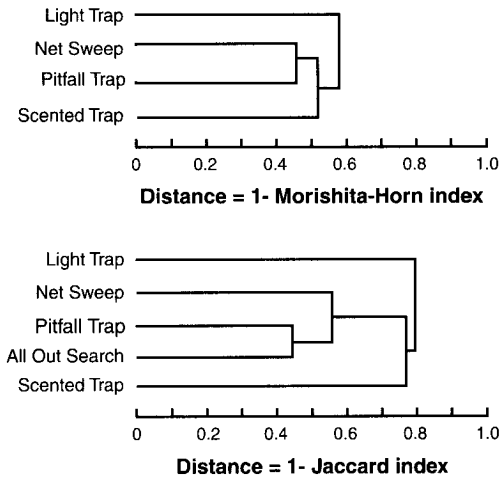 Light Trap
Net Sweep
Pitfall Trap
Scented Trap
0 0.2 0.4 0.6 0.8 1.0
Distance = 1- Morishita-Horn index
Light Trap
Net Sweep
Pitfall Trap
All Out Search
Scented Trap
0 0.2 0.4 0.6 0.8 1.0
Distance = 1- Jaccard index